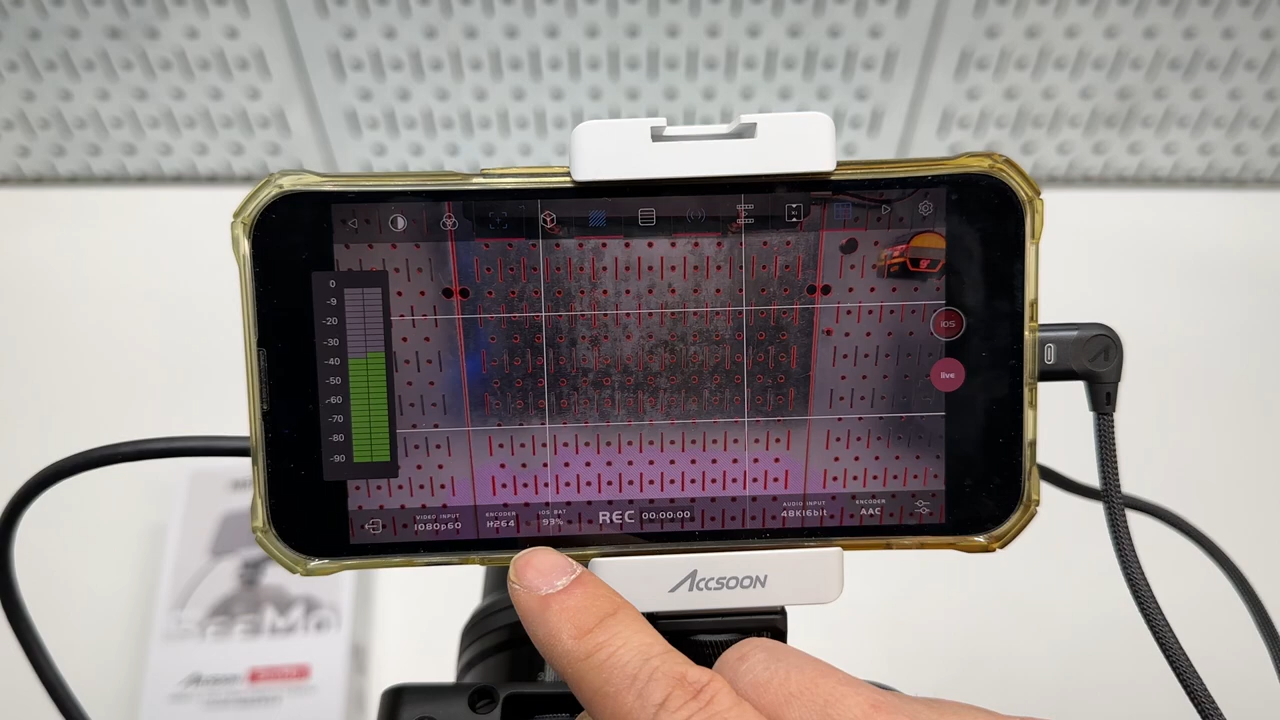 0
-9
-20
-30
-40
-50
-60
-70
-80
-90
iOS
live
VIDEO INPUT
1080p60
ENCODER
H264
iOS BAT
93%
REC 00:00:00
AUDIO INPUT
48K16bit
ENCODER
AAC
ACCSOON
SEEMO